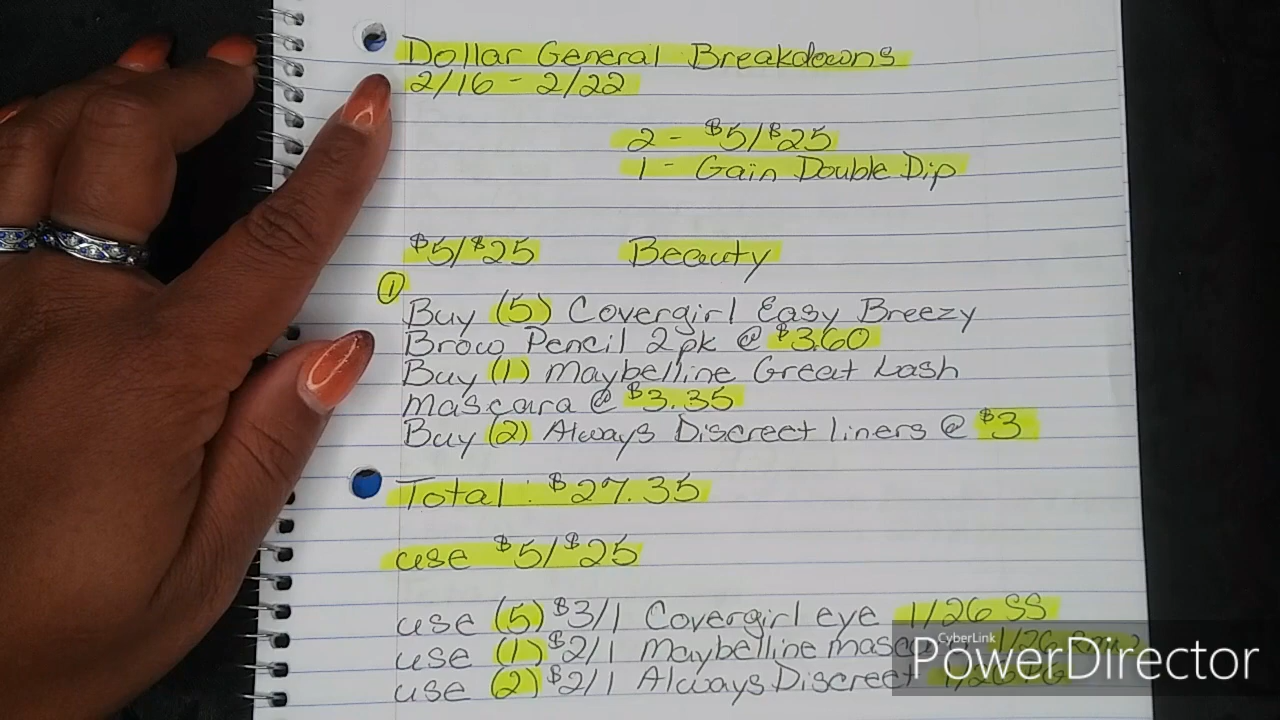 Dollar General Breakdowns
2/16 - 2/22
2 - $5/$25
1 - Gain Double Dip
$5/$25 Beauty
1
Buy (5) Covergirl Easy Breezy
Brow Pencil 2pk @ $3.60
Buy (1) Maybelline Great Lash
Mascara @ $3.35
Buy (2) Always Discreet liners @ $3
Total: $27.35
use $5/$25
use (5) $3/1 Covergirl eye 1/26 SS
use (1) $2/1 Maybelline 1/26
use (2) $2/1 Always Discreet
CyberLink
PowerDirector